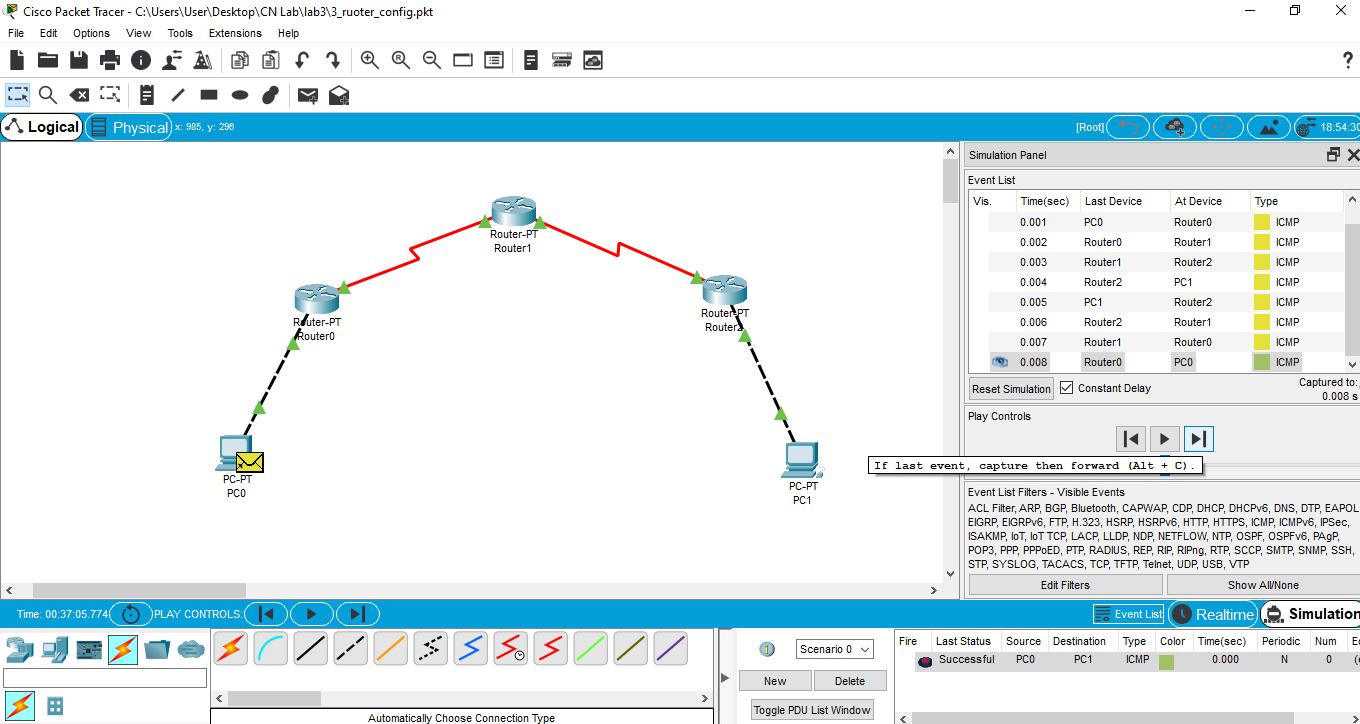 Cisco Packet Tracer - C:\Users\User\Desktop\CN Lab\lab3\3_ruoter_config.pkt
File Edit Options View Tools Extensions Help
Logical Physical x: 985, y: 296 [Root] 18:54:30
Simulation Panel
Event List
Vis. Time(sec) Last Device At Device Type
0.001 PC0 Router0 ICMP
0.002 Router0 Router1 ICMP
0.003 Router1 Router2 ICMP
0.004 Router2 PC1 ICMP
0.005 PC1 Router2 ICMP
0.006 Router2 Router1 ICMP
0.007 Router1 Router0 ICMP
0.008 Router0 PC0 ICMP
Reset Simulation Constant Delay Captured to:
0.008 s
Play Controls
If last event, capture then forward (Alt + C).
Event List Filters - Visible Events
ACL Filter, ARP, BGP, Bluetooth, CAPWAP, CDP, DHCP, DHCPv6, DNS, DTP, EAPOL
EIGRP, EIGRPv6, FTP, H.323, HSRP, HSRPv6, HTTP, HTTPS, ICMP, ICMPv6, IPSec,
ISAKMP, IoT, IoT TCP, LACP, LLDP, NDP, NETFLOW, NTP, OSPF, OSPFv6, PAgP,
POP3, PPP, PPPoED, PTP, RADIUS, REP, RIP, RIPng, RTP, SCCP, SMTP, SNMP, SSH,
STP, SYSLOG, TACACS, TCP, TFTP, Telnet, UDP, USB, VTP
Edit Filters Show All/None
Router-PT
Router1
Router-PT
Router0
Router-PT
Router2
PC-PT
PC0
PC-PT
PC1
Time: 00:37:05.774 PLAY CONTROLS: Event List Realtime Simulation
Automatically Choose Connection Type
Scenario 0
New Delete
Toggle PDU List Window
Fire Last Status Source Destination Type Color Time(sec) Periodic Num
Successful PC0 PC1 ICMP 0.000 N 0